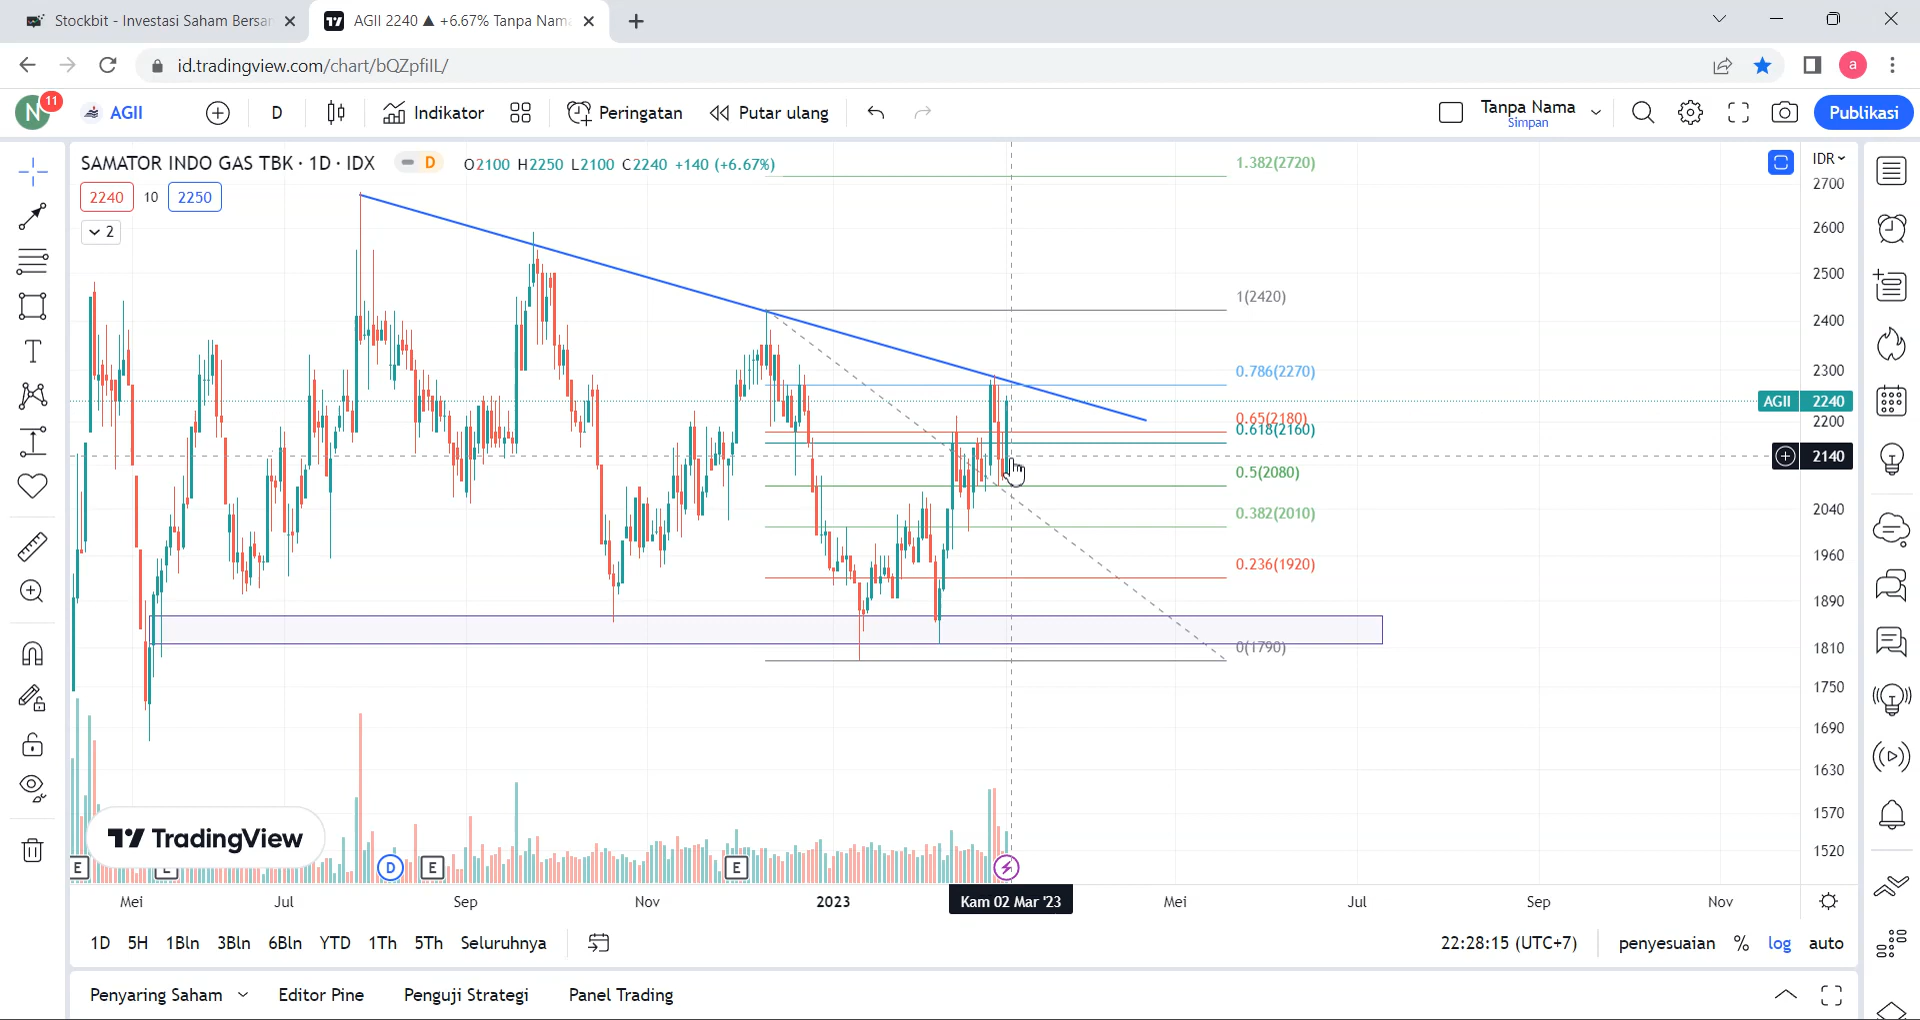 Stockbit - Investasi Saham Bersar
AGII 2240 ▲ +6.67% Tanpa Nam
id.tradingview.com/chart/bQZpfiIL/
N 11 AGII D Indikator Peringatan Putar ulang Tanpa Nama Simpan Publikasi a
SAMATOR INDO GAS TBK · 1D · IDX D O2100 H2250 L2100 C2240 +140 (+6.67%)
2240 10 2250
2
IDR
2700
2600
2500
2400
2300
2200
2040
1960
1890
1810
1750
1690
1630
1570
1520
AGII 2240
2140
1.382(2720)
1(2420)
0.786(2270)
0.65(2180)
0.618(2160)
0.5(2080)
0.382(2010)
0.236(1920)
0(1790)
TradingView
E E D E E
Mei Jul Sep Nov 2023 Kam 02 Mar '23 Mei Jul Sep Nov
1D 5H 1Bln 3Bln 6Bln YTD 1Th 5Th Seluruhnya 22:28:15 (UTC+7) penyesuaian % log auto
Penyaring Saham Editor Pine Penguji Strategi Panel Trading